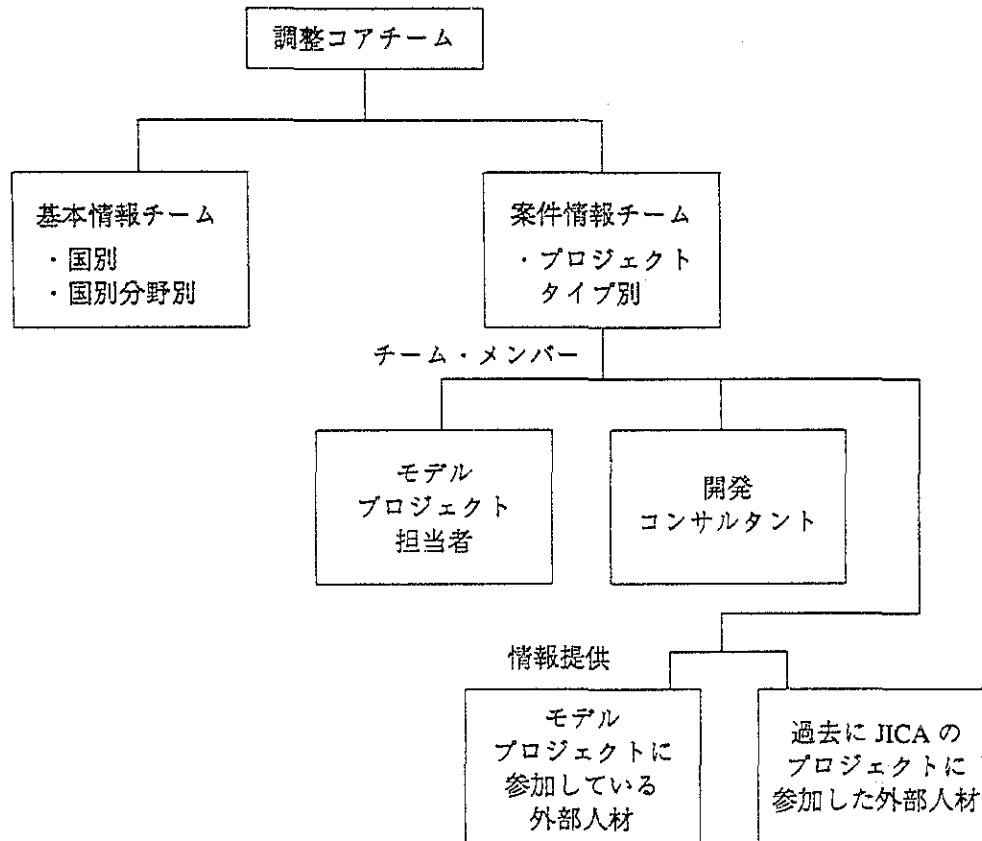 調整コアチーム
基本情報チーム
・国別
・国別分野別
案件情報チーム
・プロジェクト
タイプ別
チーム・メンバー
モデル
プロジェクト
担当者
開発
コンサルタント
情報提供
モデル
プロジェクトに
参加している
外部人材
過去に JICA の
プロジェクトに
参加した外部人材